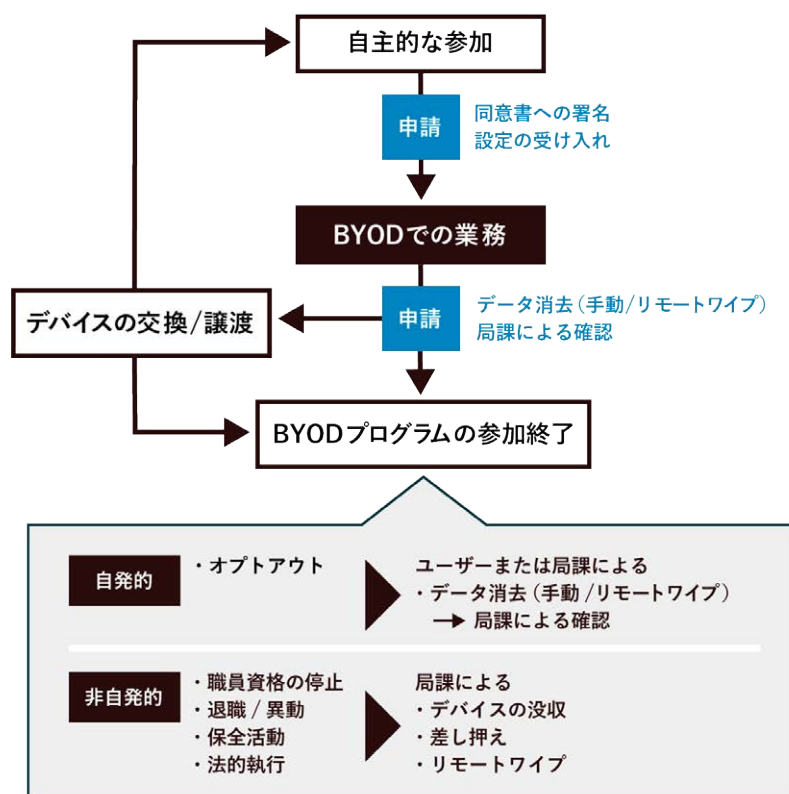 自主的な参加
申請
同意書への署名
設定の受け入れ
BYODでの業務
デバイスの交換/譲渡
申請
データ消去(手動/リモートワイプ)
局課による確認
BYODプログラムの参加終了
自発的
・オプトアウト
ユーザーまたは局課による
・データ消去(手動/リモートワイプ)
→ 局課による確認
非自発的
・職員資格の停止
・退職/異動
・保全活動
・法的執行
局課による
・デバイスの没収
・差し押え
・リモートワイプ